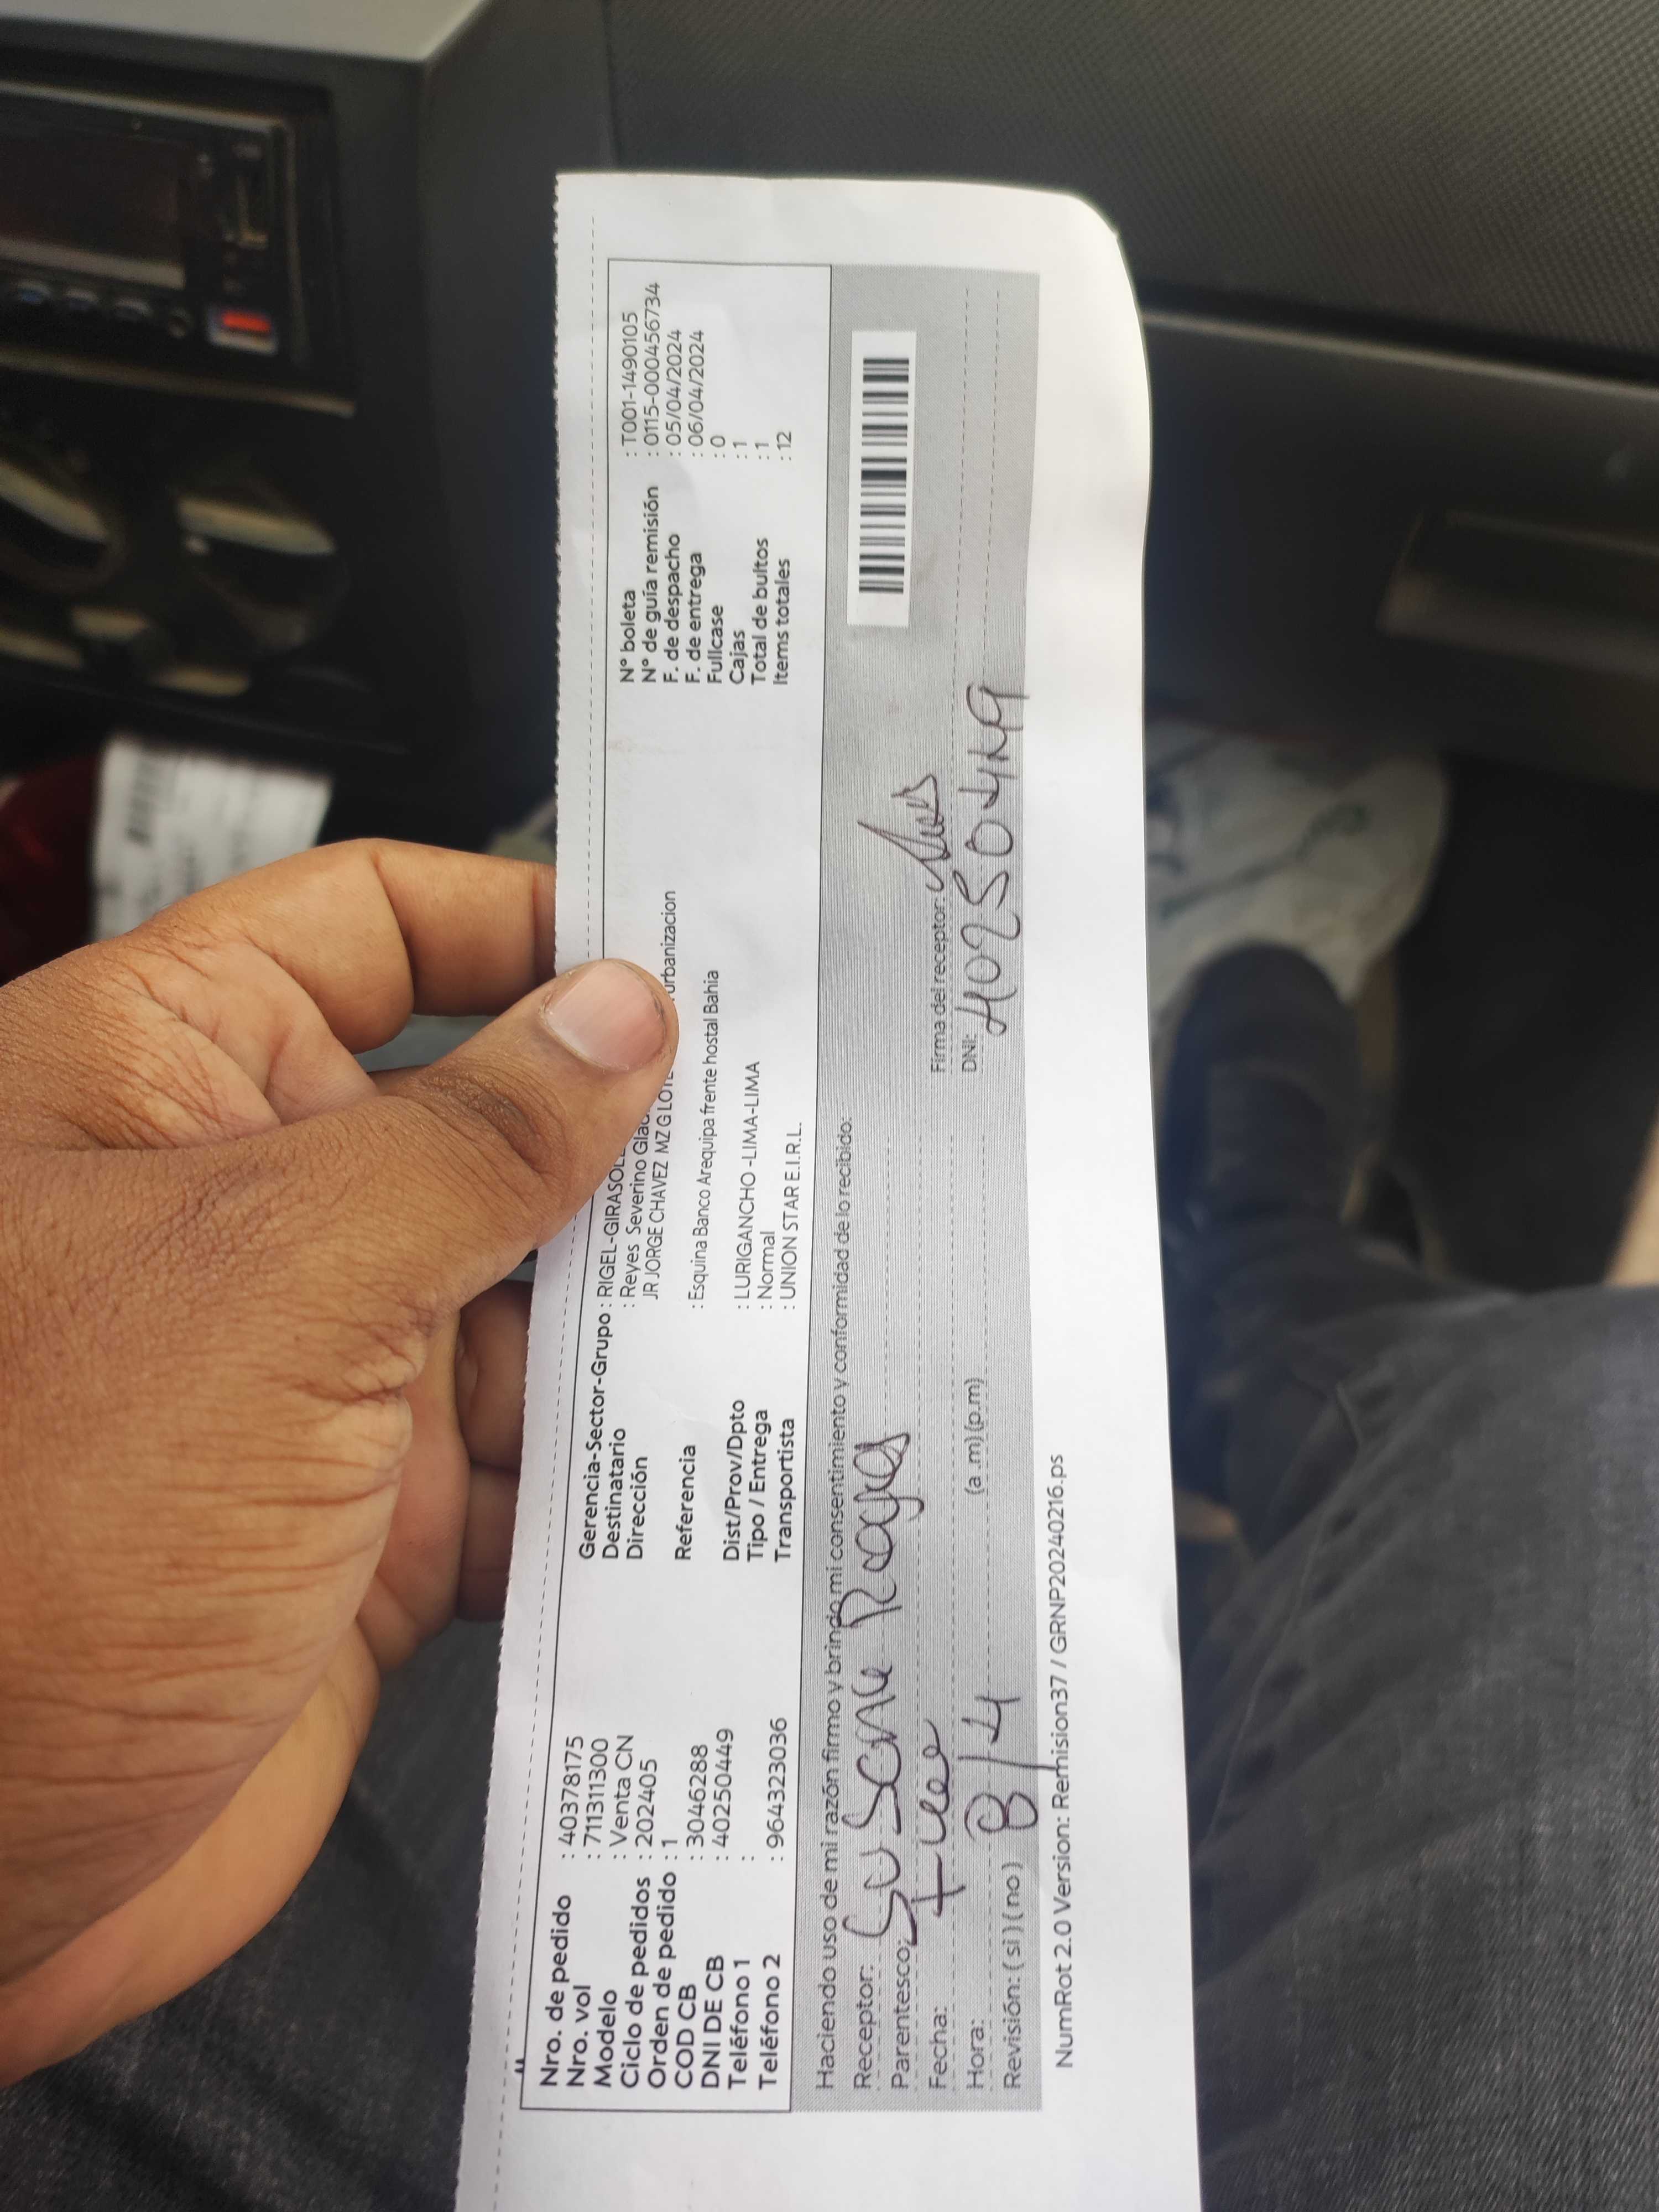 Nro. de pedido : 40378175
Nro. vol : 711311300
Modelo : Venta CN
Ciclo de pedidos : 202405
Orden de pedido : 1
COD CB : 3046288
DNI DE CB : 40250449
Teléfono 1 :
Teléfono 2 : 964323036
Gerencia-Sector-Grupo : RIGEL-GIRASOL
Destinatario : Reyes Severino
Dirección JR JORGE CHAVEZ MZ G LOTE urbanizacion
Referencia : Esquina Banco Arequipa frente hostal Bahia
Dist/Prov/Dpto : LURIGANCHO -LIMA-LIMA
Tipo / Entrega : Normal
Transportista : UNION STAR E.I.R.L.
N° boleta : T001-1490105
N° de guía remisión : 0115-0004567​34
F. de despacho : 05/04/2024
F. de entrega : 06/04/2024
Fullcase : 0
Cajas : 1
Total de bultos : 1
Items totales : 12
Haciendo uso de mi razón firmo y brindo mi consentimiento y conformidad de lo recibido:
Receptor: Reyes
Parentesco:
Fecha:
Hora: 8/4 (a .m) (p.m)
Revisión: ( si ) ( no )
Firma del receptor:
DNI: 40250449
NumRot 2.0 Version: Remision37 / GRNP20240216.ps